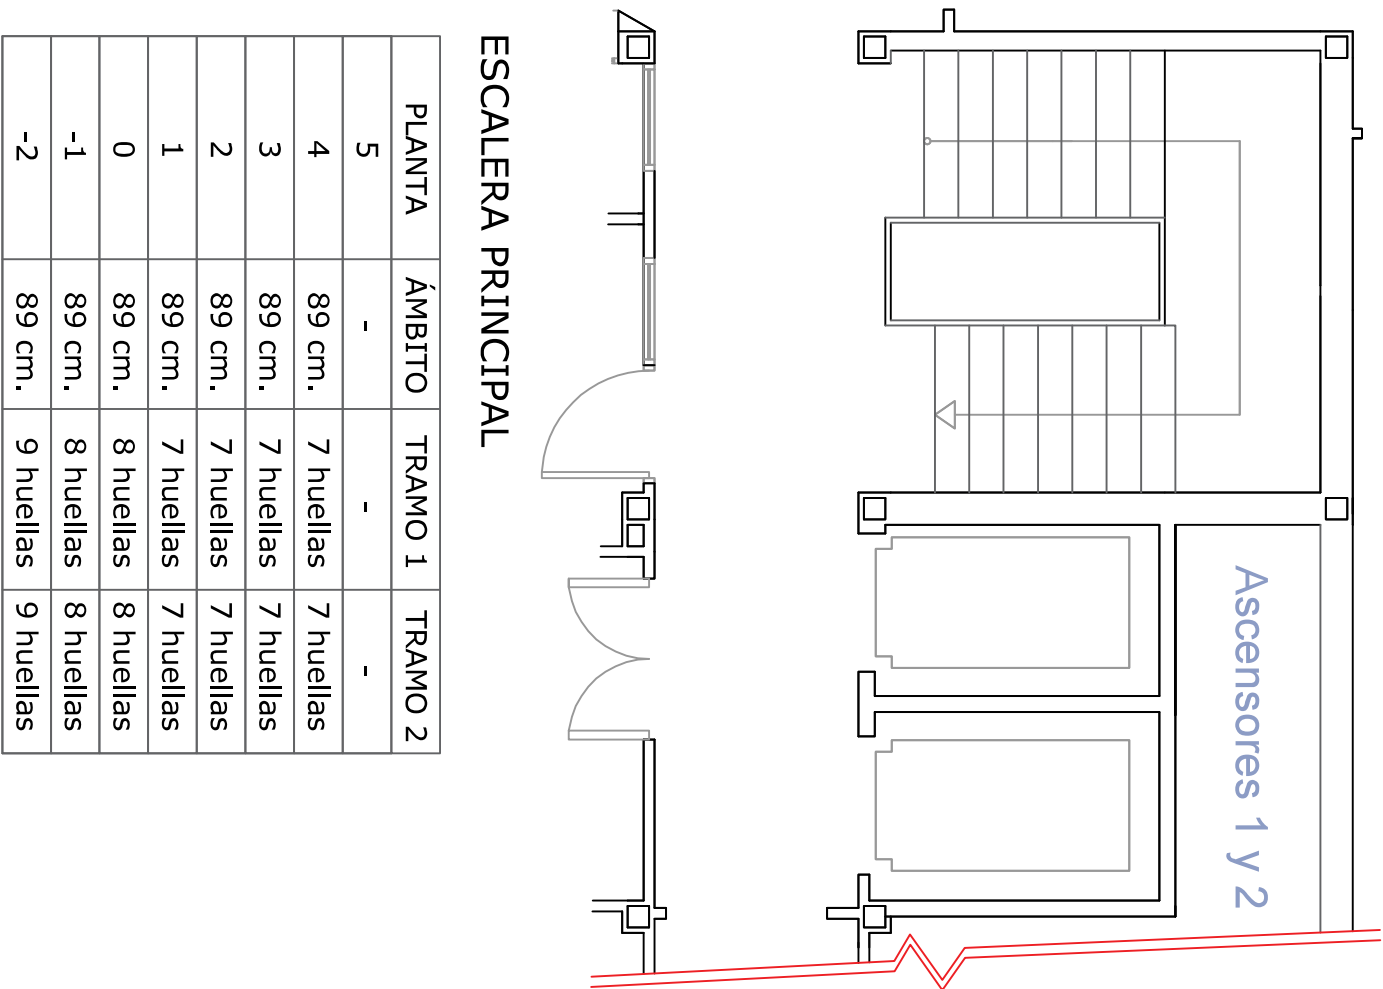 Ascensores 1 y 2
ESCALERA PRINCIPAL
PLANTA ÁMBITO TRAMO 1 TRAMO 2
5 - - -
4 89 cm. 7 huellas 7 huellas
3 89 cm. 7 huellas 7 huellas
2 89 cm. 7 huellas 7 huellas
1 89 cm. 7 huellas 7 huellas
0 89 cm. 8 huellas 8 huellas
-1 89 cm. 8 huellas 8 huellas
-2 89 cm. 9 huellas 9 huellas